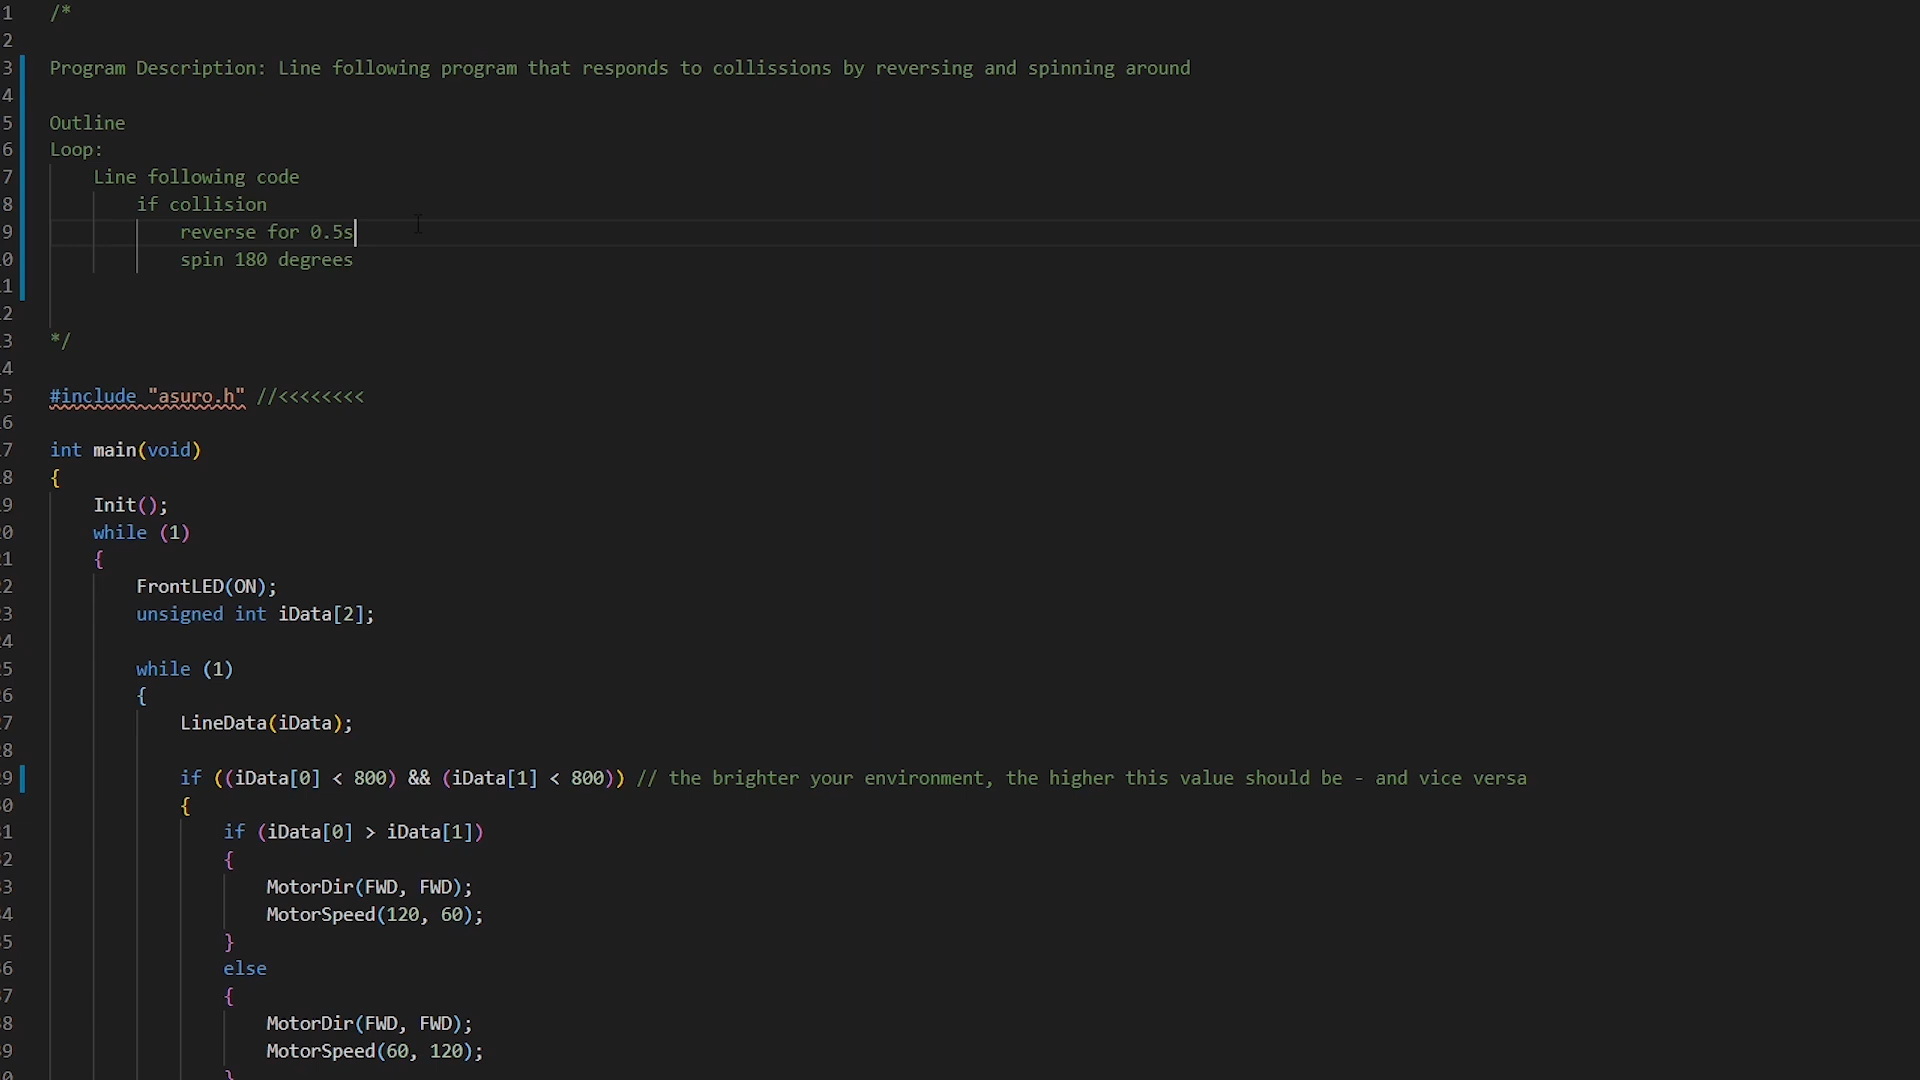 1 /*
2
3 Program Description: Line following program that responds to collissions by reversing and spinning around
4
5 Outline
6 Loop:
7 Line following code
8 if collision
9 reverse for 0.5s
0 spin 180 degrees
1
2
3 */
4
5 #include "asuro.h" //<<<<<<<<
6
7 int main(void)
8 {
9 Init();
0 while (1)
1 {
2 FrontLED(ON);
3 unsigned int iData[2];
4
5 while (1)
6 {
7 LineData(iData);
8
9 if ((iData[0] < 800) && (iData[1] < 800)) // the brighter your environment, the higher this value should be - and vice versa
0 {
1 if (iData[0] > iData[1])
2 {
3 MotorDir(FWD, FWD);
4 MotorSpeed(120, 60);
5 }
6 else
7 {
8 MotorDir(FWD, FWD);
9 MotorSpeed(60, 120);
0 }